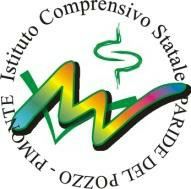 Istituto Comprensivo Statale PARIDE DEL POZZO - PIMONTE